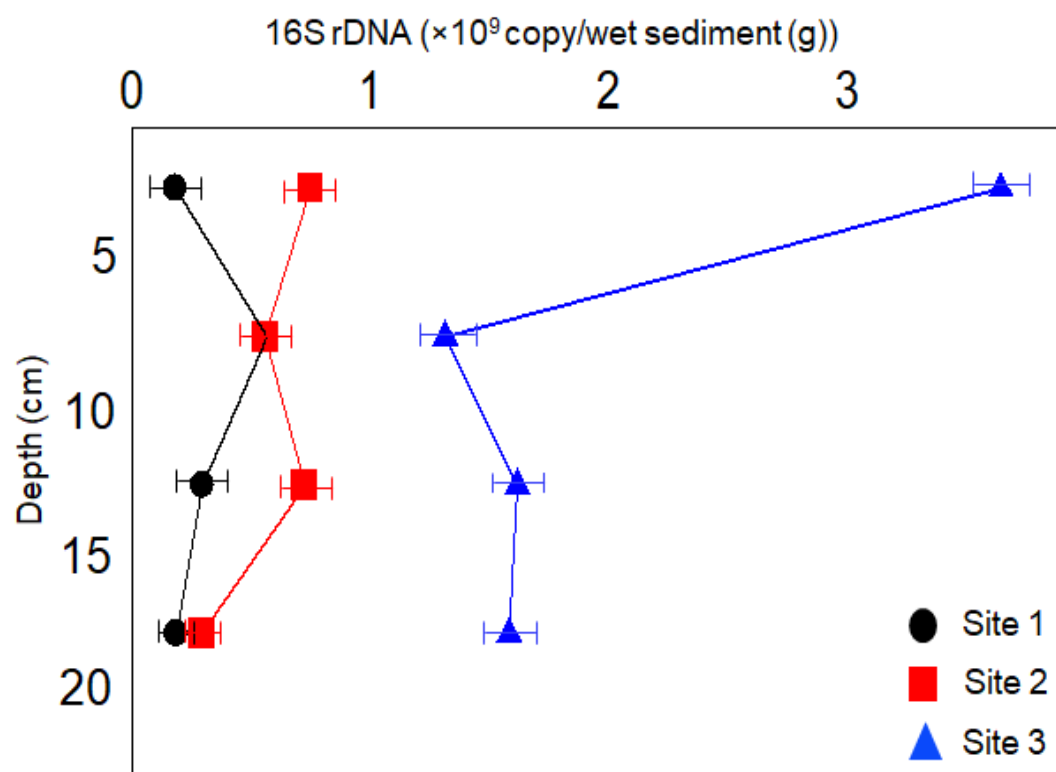 16S rDNA (×10⁹ copy/wet sediment (g))
0 1 2 3
5
10
15
20
Depth (cm)
Site 1
Site 2
Site 3